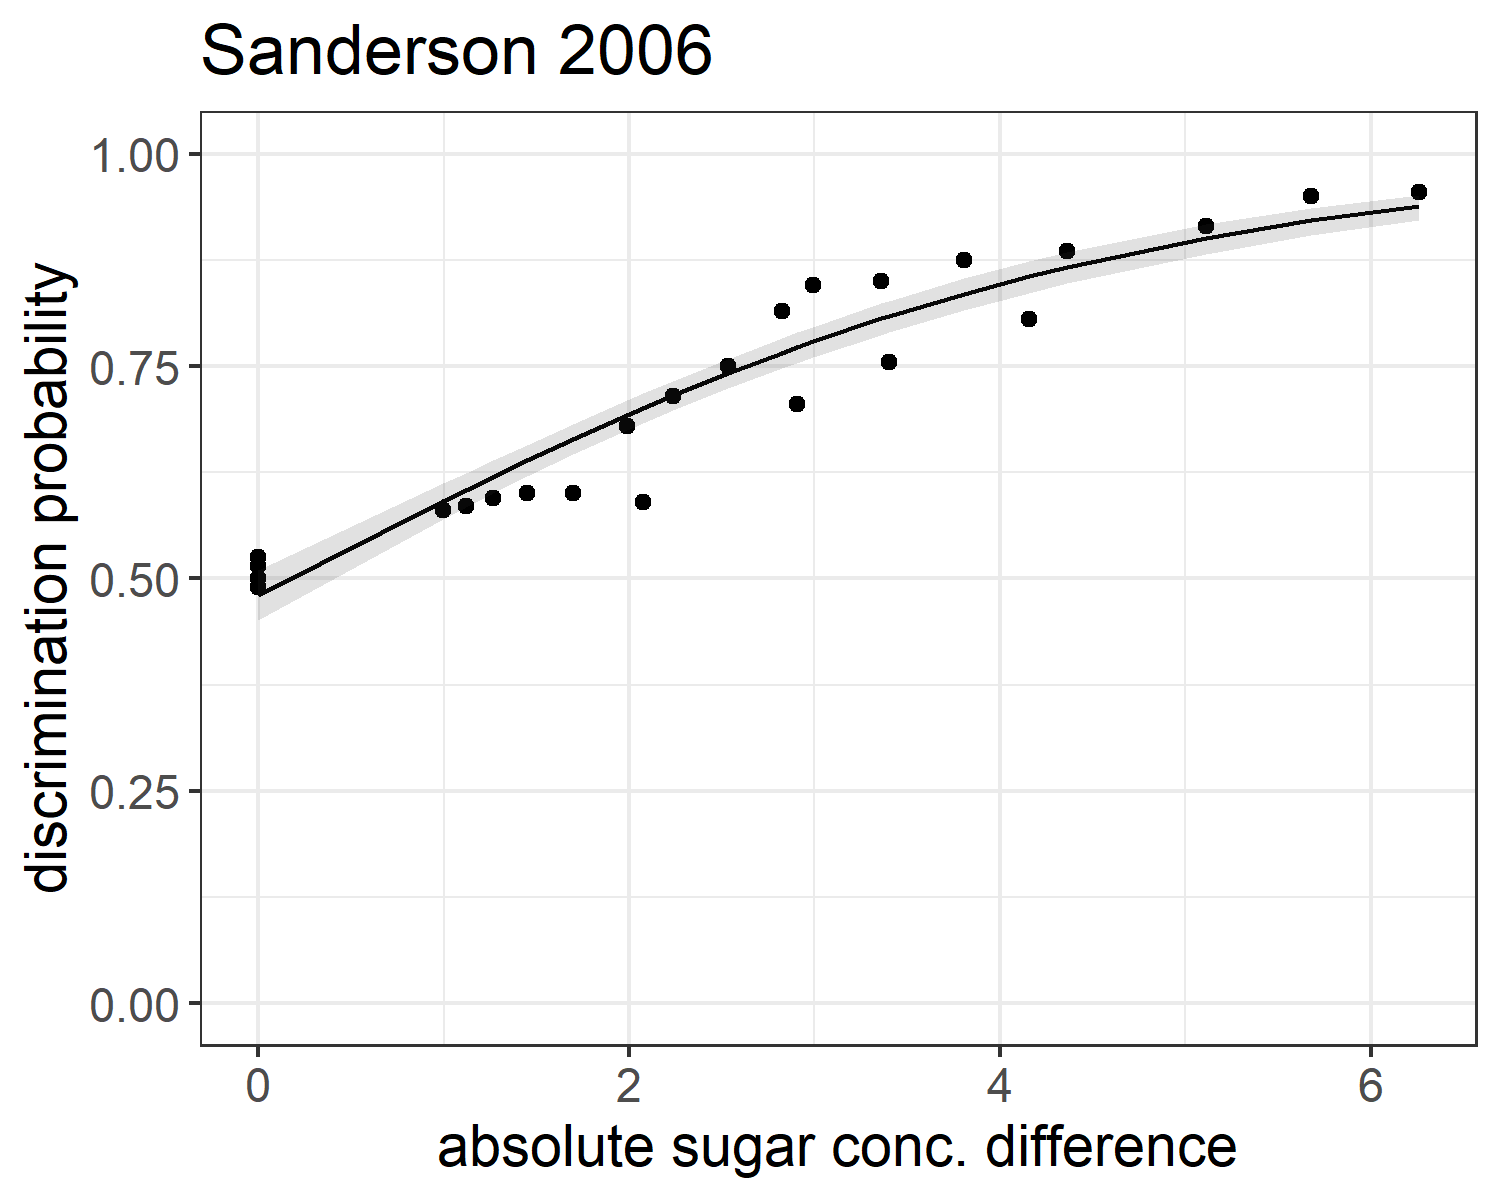 Sanderson 2006
1.00
0.75
0.50
0.25
0.00
discrimination probability
0 2 4 6
absolute sugar conc. difference